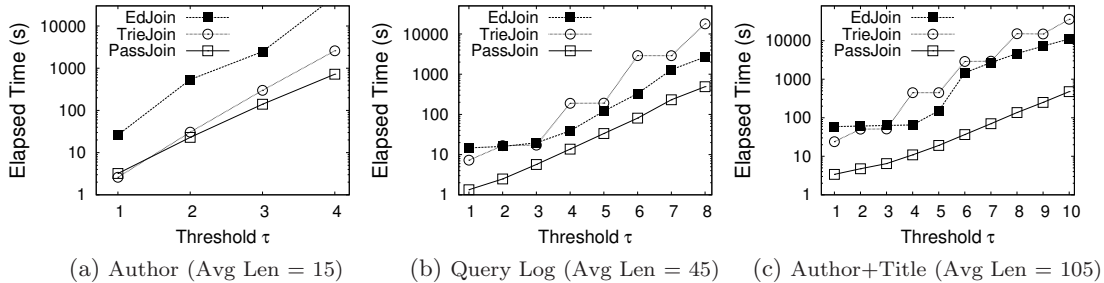 EdJoin
TrieJoin
PassJoin
10000
1000
100
10
1
1 2 3 4
Elapsed Time (s)
Threshold τ
(a) Author (Avg Len = 15)
EdJoin
TrieJoin
PassJoin
10000
1000
100
10
1
1 2 3 4 5 6 7 8
Elapsed Time (s)
Threshold τ
(b) Query Log (Avg Len = 45)
EdJoin
TrieJoin
PassJoin
10000
1000
100
10
1
1 2 3 4 5 6 7 8 9 10
Elapsed Time (s)
Threshold τ
(c) Author+Title (Avg Len = 105)